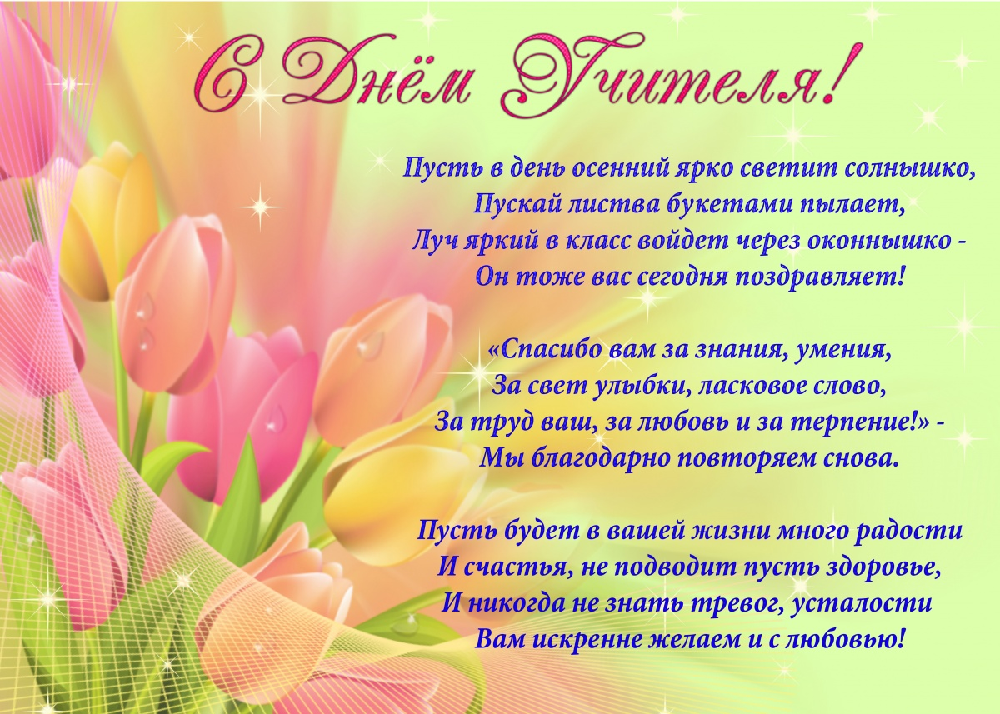 С Днём Учителя!
Пусть в день осенний ярко светит солнышко,
Пускай листва букетами пылает,
Луч яркий в класс войдет через оконнышко -
Он тоже вас сегодня поздравляет!
«Спасибо вам за знания, умения,
За свет улыбки, ласковое слово,
За труд ваш, за любовь и за терпение!» -
Мы благодарно повторяем снова.
Пусть будет в вашей жизни много радости
И счастья, не подводит пусть здоровье,
И никогда не знать тревог, усталости
Вам искренне желаем и с любовью!